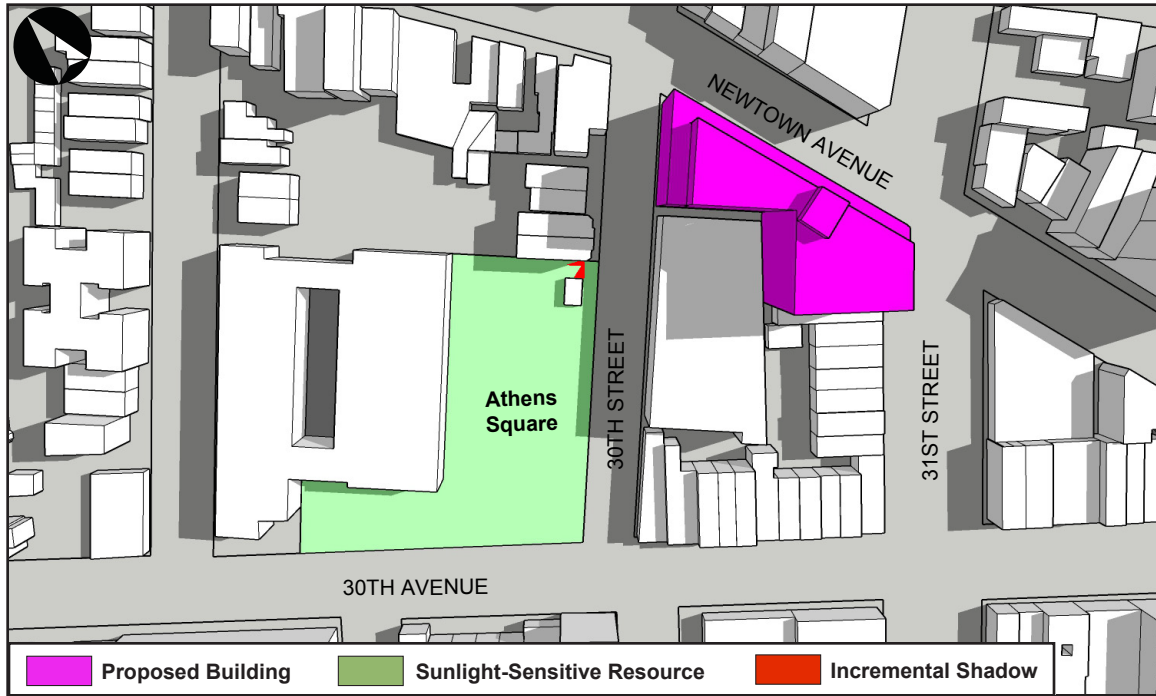 NEWTOWN AVENUE
Athens
Square
30TH STREET
31ST STREET
30TH AVENUE
Proposed Building
Sunlight-Sensitive Resource
Incremental Shadow